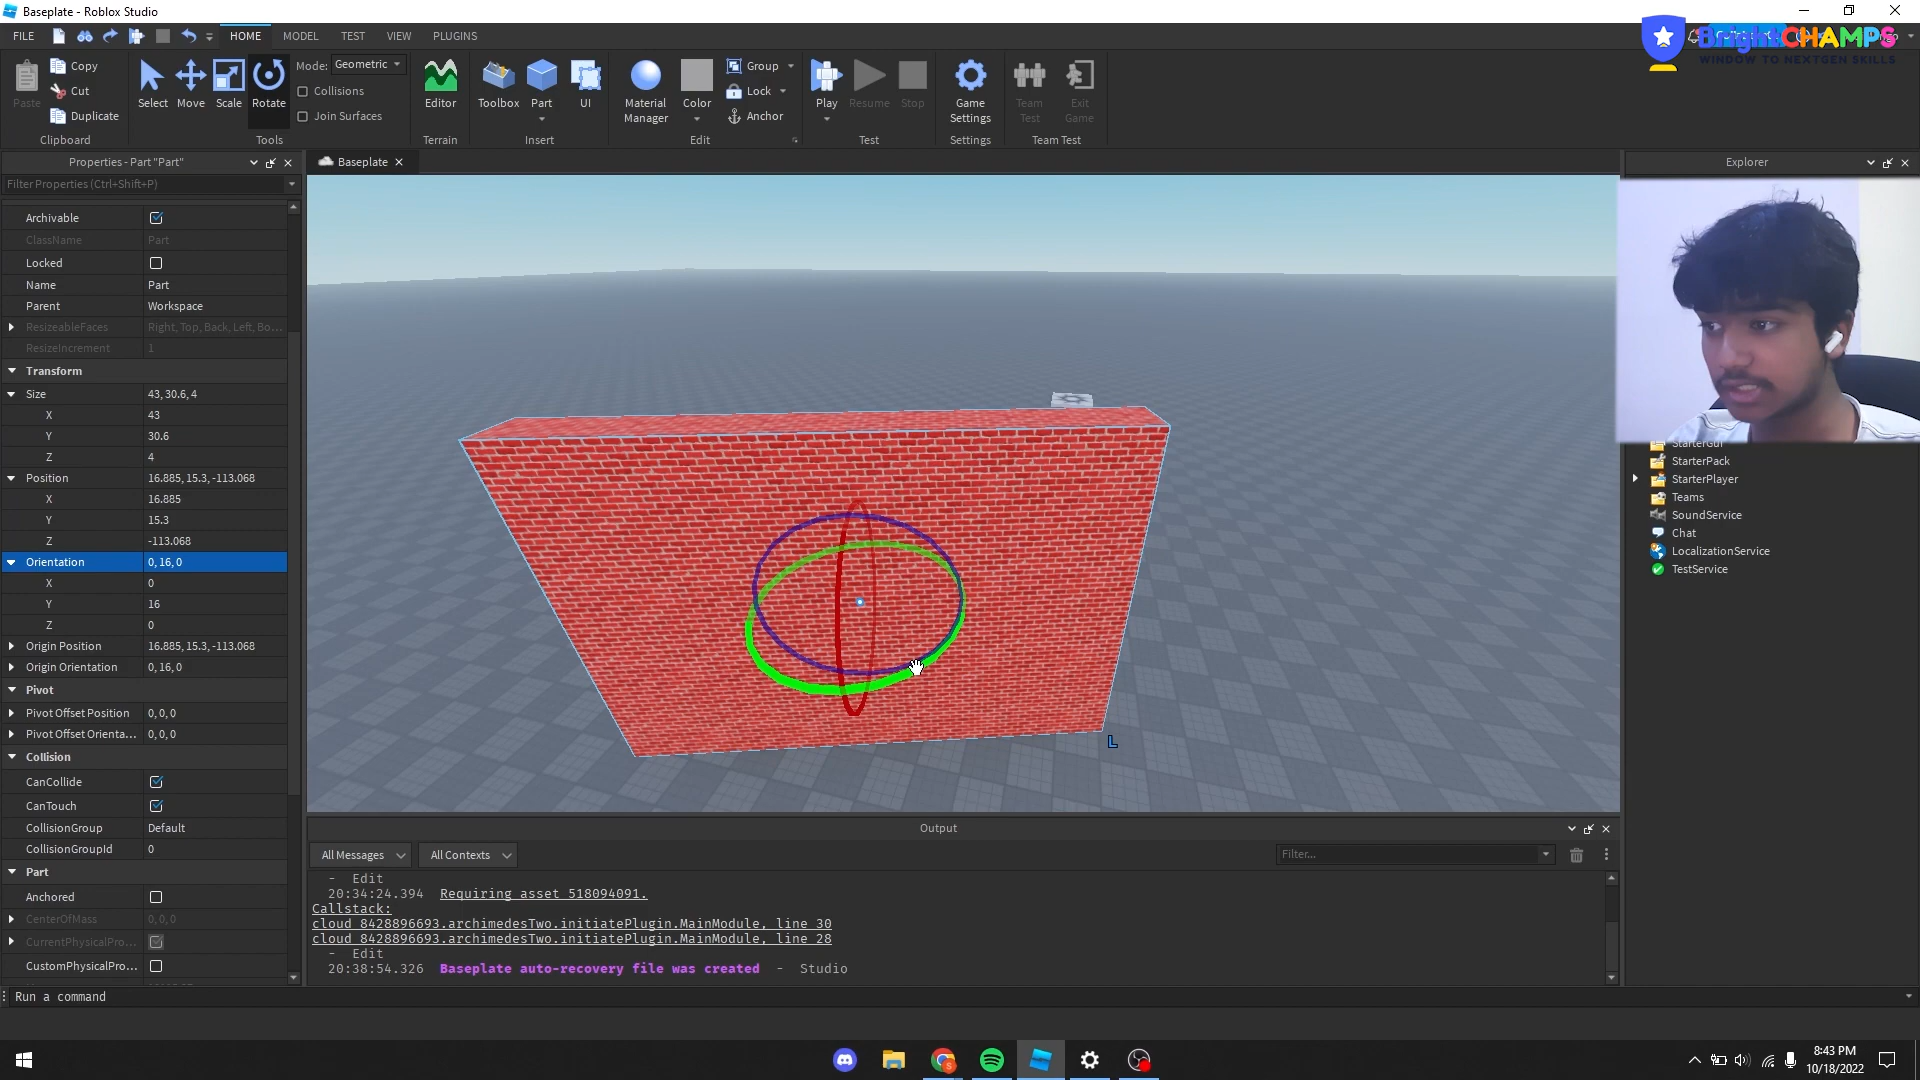 Baseplate - Roblox Studio
FILE HOME MODEL TEST VIEW PLUGINS
BrightCHAMPS
WINDOW TO NEXTGEN SKILLS
Paste Copy Cut Duplicate
Clipboard
Select Move Scale Rotate
Mode: Geometric
Collisions
Join Surfaces
Tools
Editor
Terrain
Toolbox Part UI
Insert
Material Manager
Color
Group
Lock
Anchor
Edit
Play Resume Stop
Test
Game Settings
Settings
Team Test
Exit Game
Team Test
Properties - Part "Part"
Filter Properties (Ctrl+Shift+P)
Archivable
ClassName Part
Locked
Name Part
Parent Workspace
ResizeableFaces Right, Top, Back, Left, Bo...
ResizeIncrement 1
Transform
Size 43, 30.6, 4
X 43
Y 30.6
Z 4
Position 16.885, 15.3, -113.068
X 16.885
Y 15.3
Z -113.068
Orientation 0, 16, 0
X 0
Y 16
Z 0
Origin Position 16.885, 15.3, -113.068
Origin Orientation 0, 16, 0
Pivot
Pivot Offset Position 0, 0, 0
Pivot Offset Orienta... 0, 0, 0
Collision
CanCollide
CanTouch
CollisionGroup Default
CollisionGroupId 0
Part
Anchored
CenterOfMass 0, 0, 0
CurrentPhysicalPro...
CustomPhysicalPro...
Baseplate
L
Explorer
StarterGui
StarterPack
StarterPlayer
Teams
SoundService
Chat
LocalizationService
TestService
Output
All Messages All Contexts Filter...
- Edit
20:34:24.394 Requiring asset 518094091.
Callstack:
cloud_8428896693.archimedesTwo.initiatePlugin.MainModule, line 30
cloud_8428896693.archimedesTwo.initiatePlugin.MainModule, line 28
- Edit
20:38:54.326 Baseplate auto-recovery file was created - Studio
Run a command
8:43 PM
10/18/2022